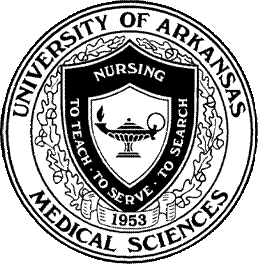 UNIVERSITY OF ARKANSAS
MEDICAL SCIENCES
NURSING
TO TEACH · TO SERVE · TO SEARCH
1953